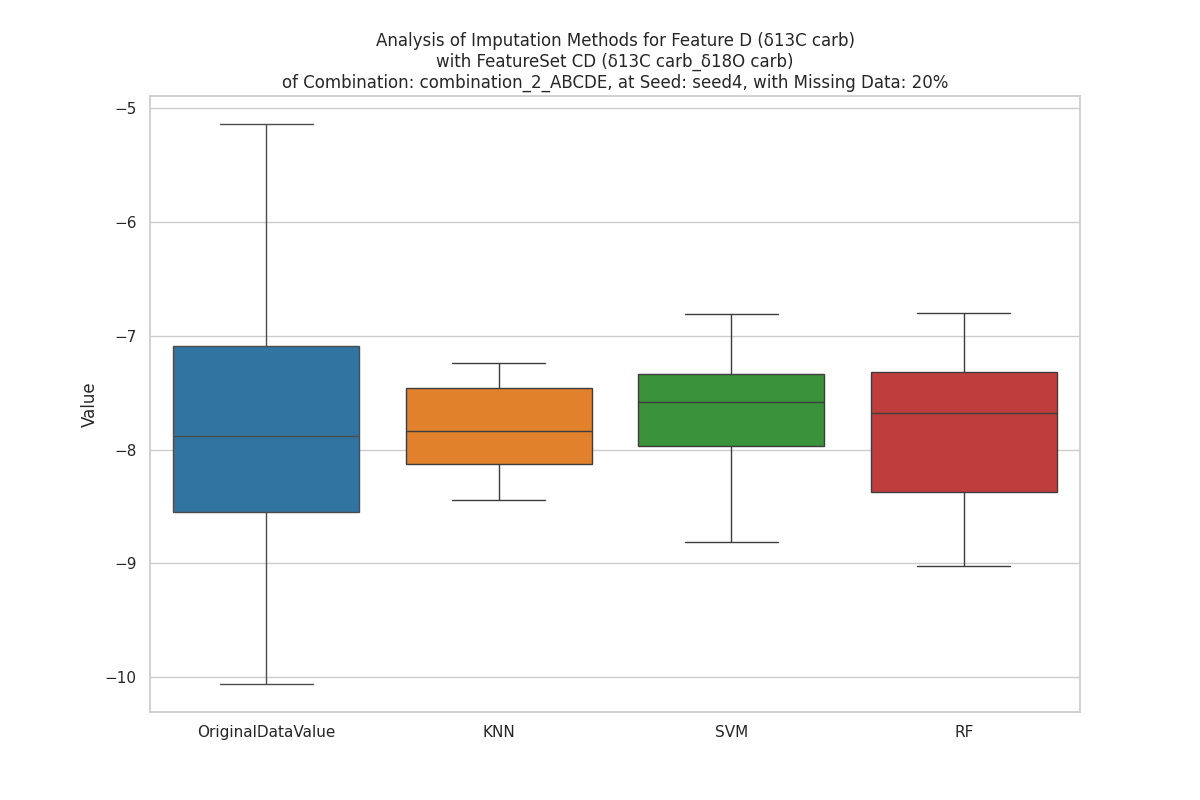 Analysis of Imputation Methods for Feature D (δ13C carb)
with FeatureSet CD (δ13C carb_δ18O carb)
of Combination: combination_2_ABCDE, at Seed: seed4, with Missing Data: 20%
−5
−6
−7
−8
−9
−10
Value
OriginalDataValue KNN SVM RF